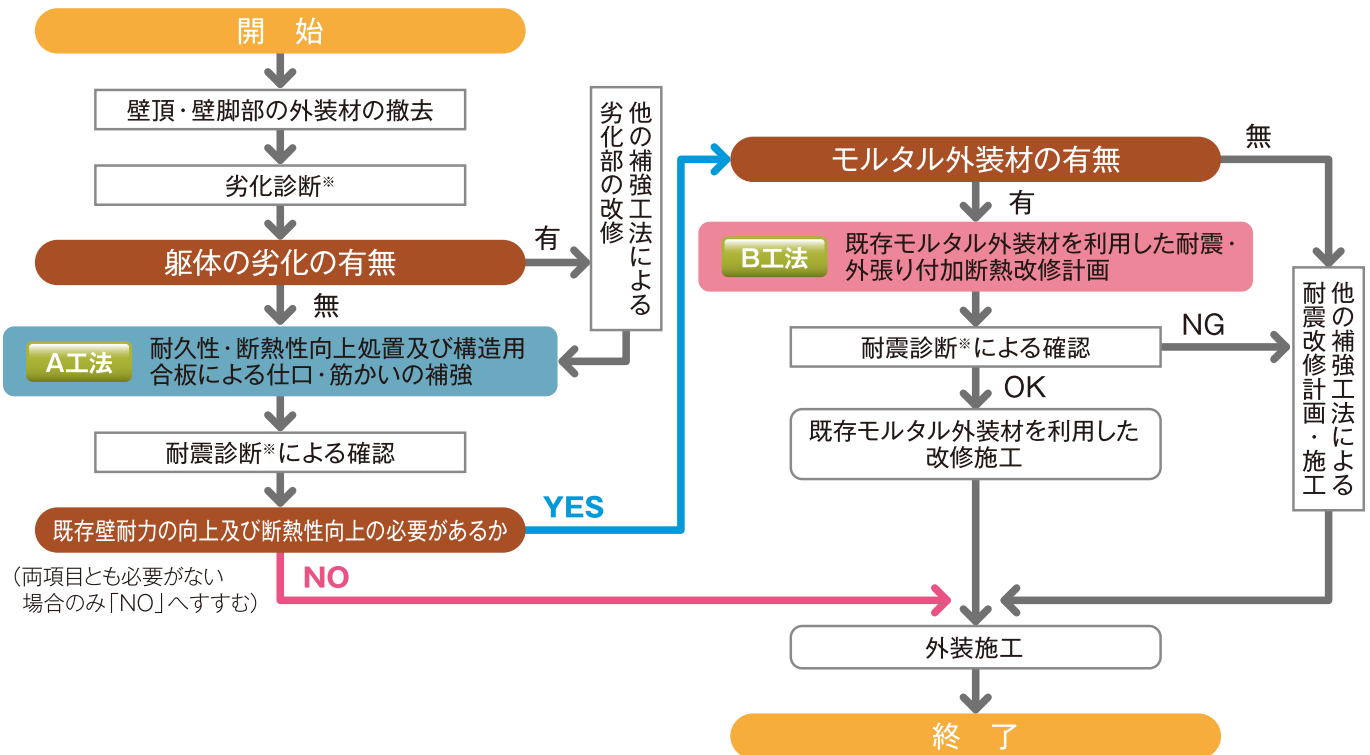 開　始
壁頂・壁脚部の外装材の撤去
劣化診断※
躯体の劣化の有無
有
他の補強工法による
劣化部の改修
無
A工法
耐久性・断熱性向上処置及び構造用
合板による仕口・筋かいの補強
耐震診断※による確認
既存壁耐力の向上及び断熱性向上の必要があるか
YES
NO
（両項目とも必要がない
場合のみ「NO」へすすむ）
モルタル外装材の有無
無
有
B工法
既存モルタル外装材を利用した耐震・
外張り付加断熱改修計画
耐震診断※による確認
NG
他の補強工法による
耐震改修計画・施工
OK
既存モルタル外装材を利用した
改修施工
外装施工
終　了